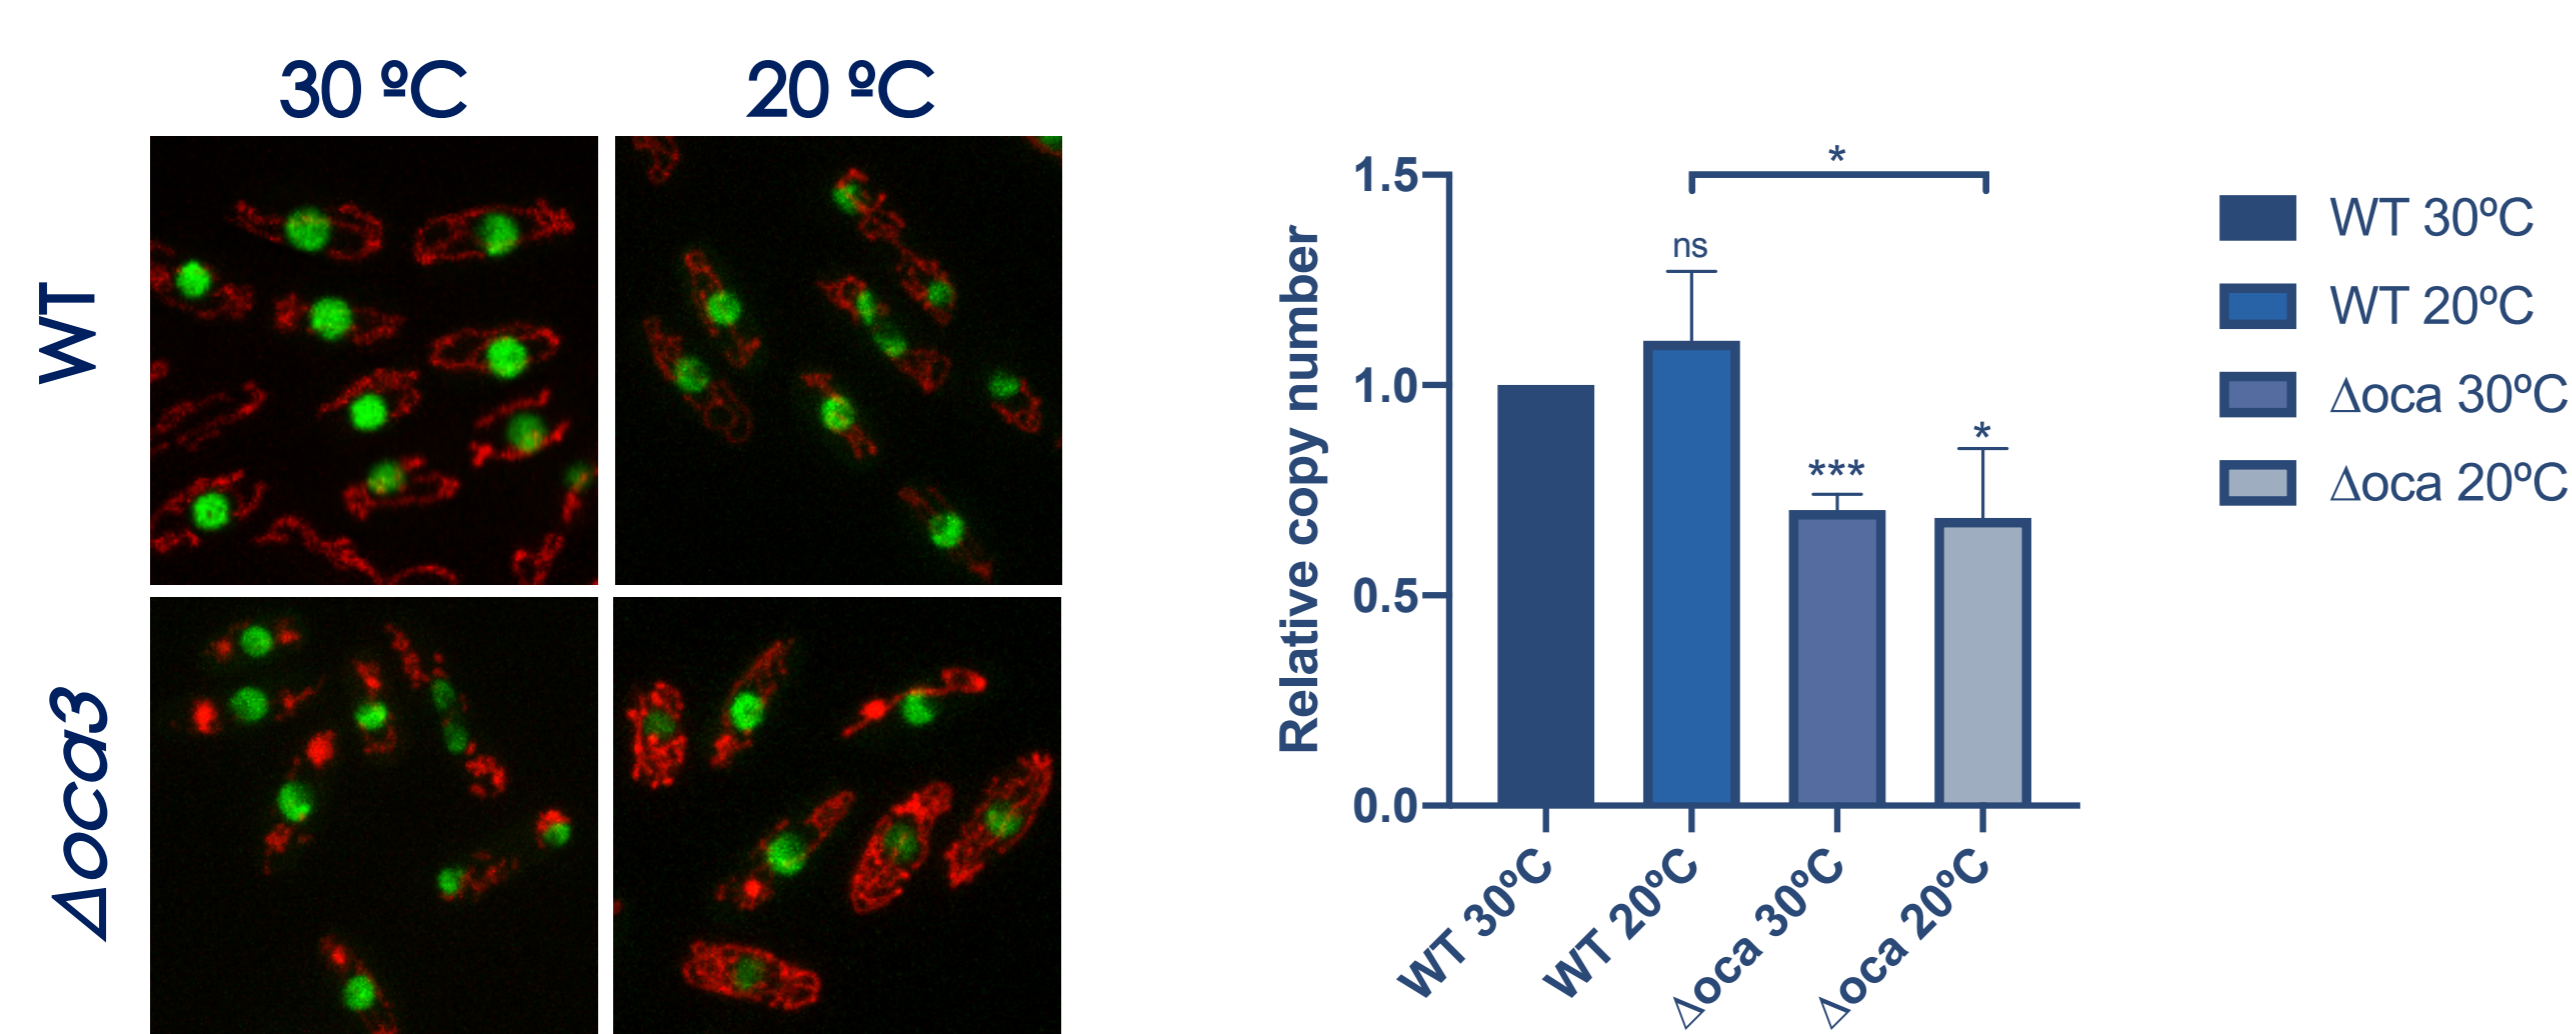 30 ºC
20 ºC
WT
Δoca3
Relative copy number
1.5
1.0
0.5
0.0
*
ns
***
*
WT 30ºC
WT 20ºC
Δoca 30ºC
Δoca 20ºC
WT 30ºC
WT 20ºC
Δoca 30ºC
Δoca 20ºC